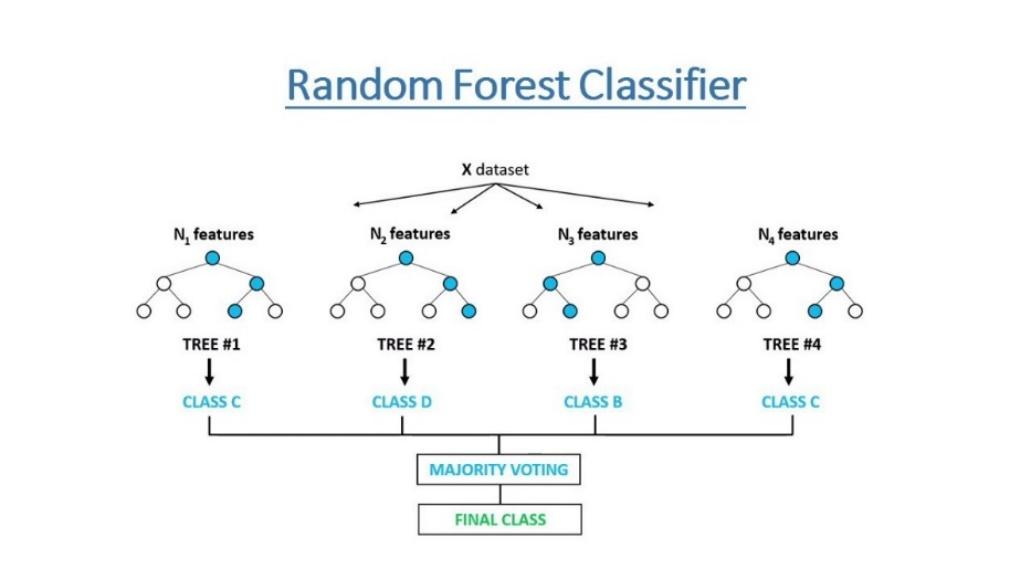 Random Forest Classifier
X dataset
N₁ features N₂ features N₃ features N₄ features
TREE #1 TREE #2 TREE #3 TREE #4
CLASS C CLASS D CLASS B CLASS C
MAJORITY VOTING
FINAL CLASS